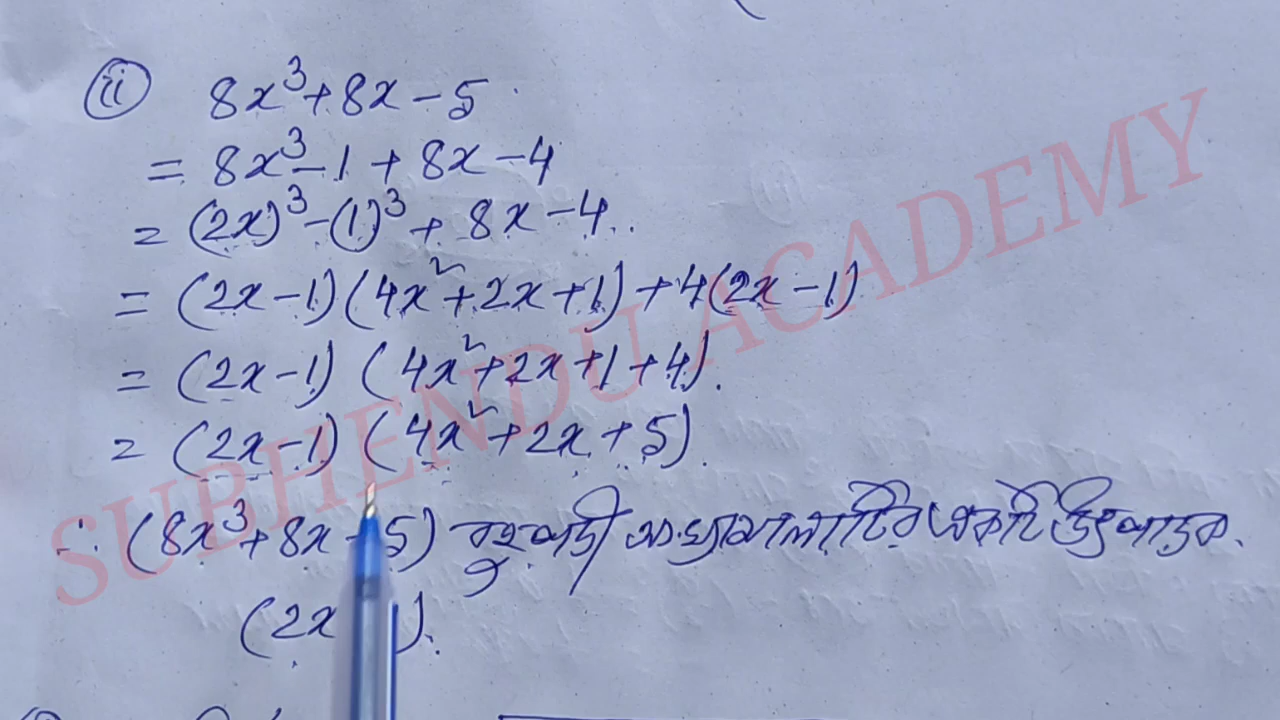 (ii) 8x³+8x-5
= 8x³-1+8x-4
= (2x)³-(1)³+8x-4
= (2x-1)(4x²+2x+1)+4(2x-1)
= (2x-1)(4x²+2x+1+4)
= (2x-1)(4x²+2x+5)
∴ (8x³+8x-5) বহুপদী সংখ্যামালাটির একটি উৎপাদক
(2x )
SUBHENDU ACADEMY